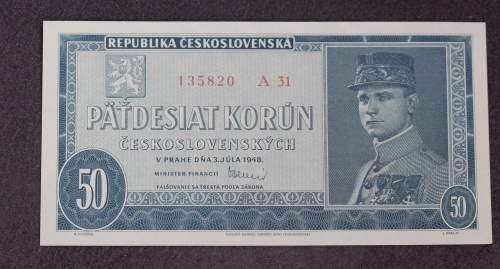 REPUBLIKA ČESKOSLOVENSKÁ
135820 A 31
PÄŤDESIAT KORÚN
ČESKOSLOVENSKÝCH
V PRAHE DŇA 3. JÚLA 1948.
MINISTER FINANCIÍ
FALŠOVANIE SA TRESTÁ PODĽA ZÁKONA
50
50